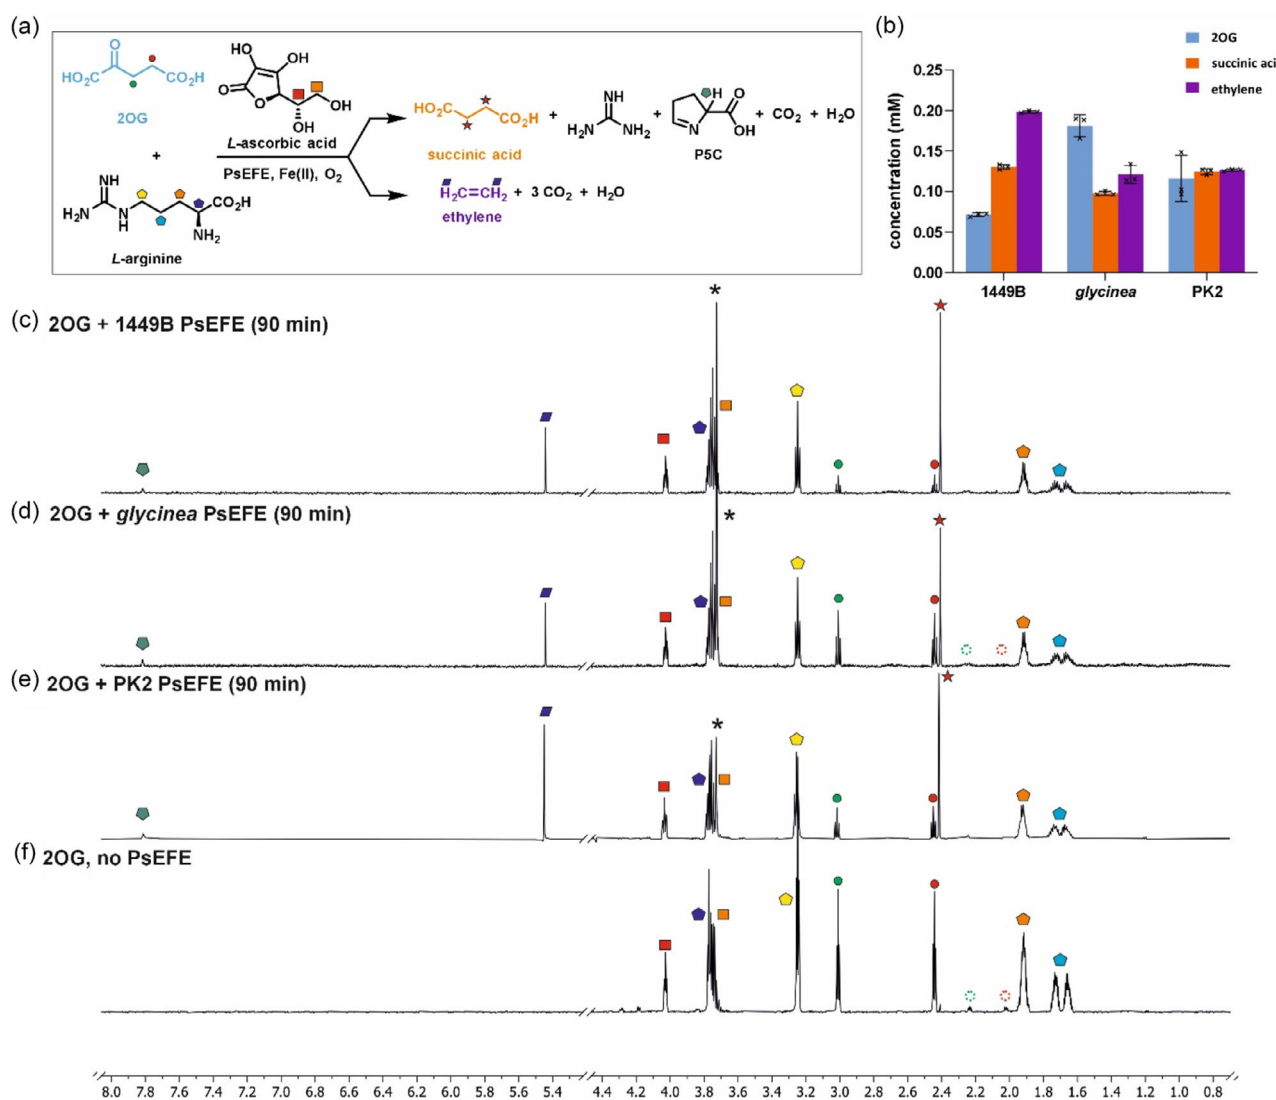 (a)
O
HO₂C CO₂H
2OG
+
NH
H₂N N H CO₂H
NH₂
L-arginine
HO OH
O O
OH
OH
L-ascorbic acid
PsEFE, Fe(II), O₂
HO₂C CO₂H
succinic acid
+
NH
H₂N NH₂
+
H
N O
OH
P5C
+ CO₂ + H₂O
H₂C=CH₂ + 3 CO₂ + H₂O
ethylene
(b)
2OG
succinic aci
ethylene
concentration (mM)
0.25
0.20
0.15
0.10
0.05
0.00
1449B glycinea PK2
(c) 2OG + 1449B PsEFE (90 min)
*
(d) 2OG + glycinea PsEFE (90 min)
*
(e) 2OG + PK2 PsEFE (90 min)
*
(f) 2OG, no PsEFE
8.0 7.8 7.6 7.4 7.2 7.0 6.8 6.6 6.4 6.2 6.0 5.8 5.6 5.4 4.4 4.2 4.0 3.8 3.6 3.4 3.2 3.0 2.8 2.6 2.4 2.2 2.0 1.8 1.6 1.4 1.2 1.0 0.8